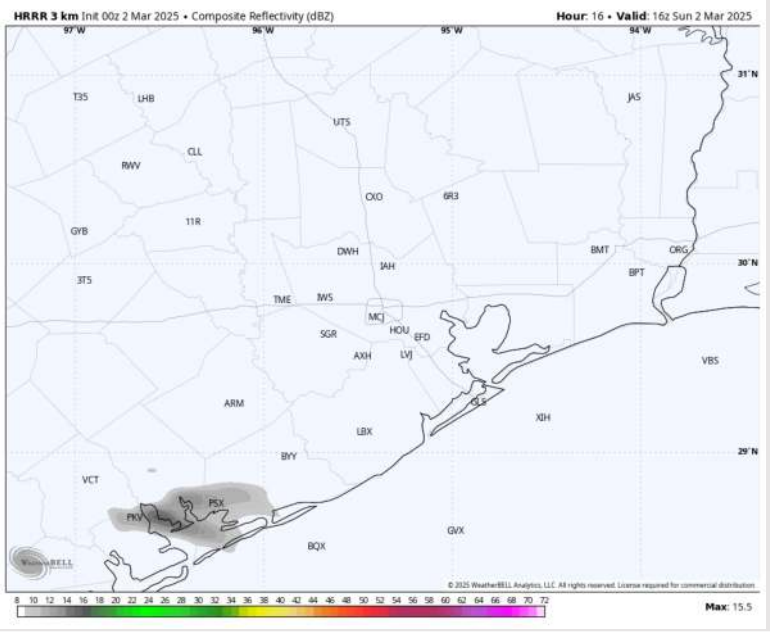 HRRR 3 km Init 00z 2 Mar 2025 • Composite Reflectivity (dBZ)
Hour: 16 • Valid: 16z Sun 2 Mar 2025
97°W 96°W 95°W 94°W
31°N
T35 LHB JAS
UTS
CLL
RWV
CXO 6R3
11R
GYB
DWH BMT ORG
IAH 30°N
3T5 BPT
TME IWS
MCJ
SGR HOU EFD
AXH LVJ VBS
ARM GLS
XIH
LBX
BYY 29°N
VCT
PSX
PKV
GVX
BQX
WeatherBELL
© 2025 WeatherBELL Analytics, LLC. All rights reserved. License required for commercial distribution.
8 10 12 14 16 18 20 22 24 26 28 30 32 34 36 38 40 42 44 46 48 50 52 54 56 58 60 62 64 66 68 70 72
Max: 15.5